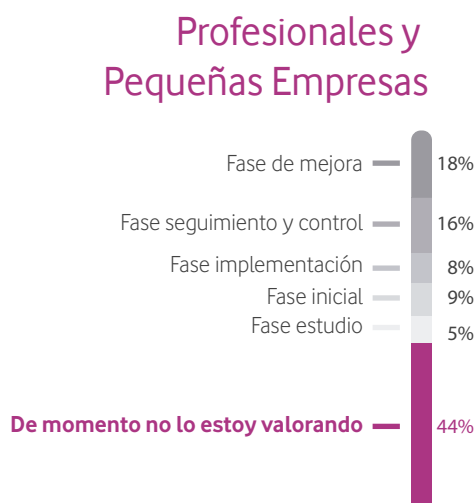 Profesionales y
Pequeñas Empresas
Fase de mejora 18%
Fase seguimiento y control 16%
Fase implementación 8%
Fase inicial 9%
Fase estudio 5%
De momento no lo estoy valorando 44%